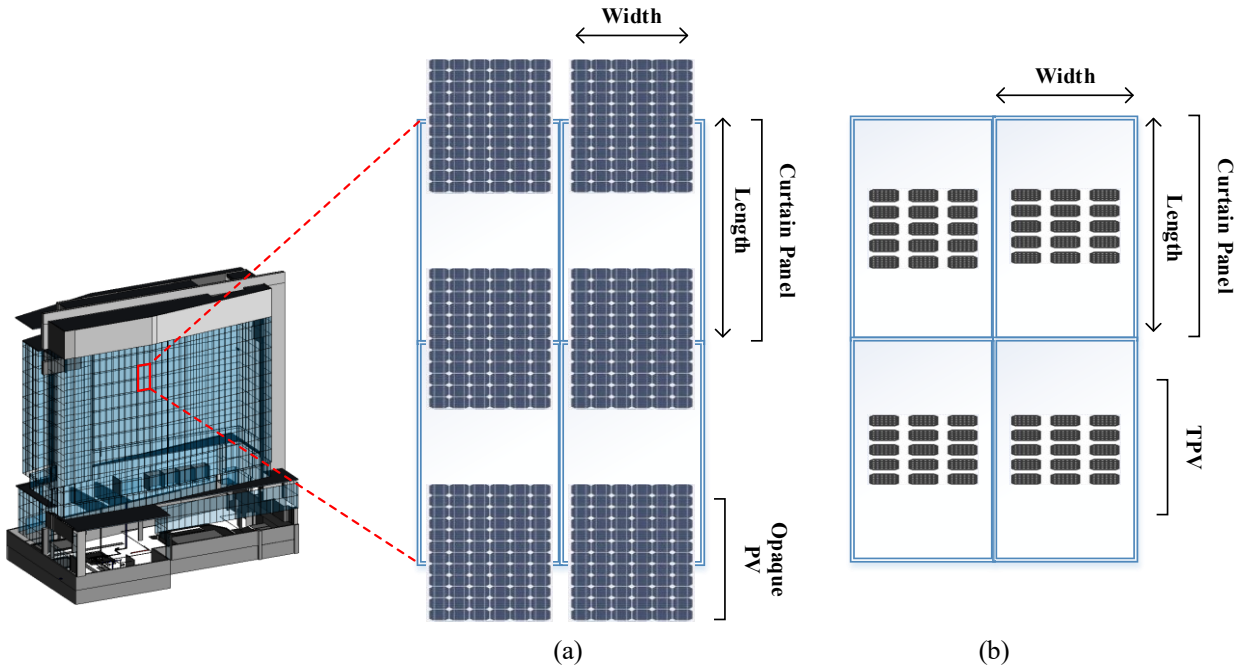 Width
Length
Curtain Panel
Opaque
PV
(a)
Width
Length
Curtain Panel
TPV
(b)